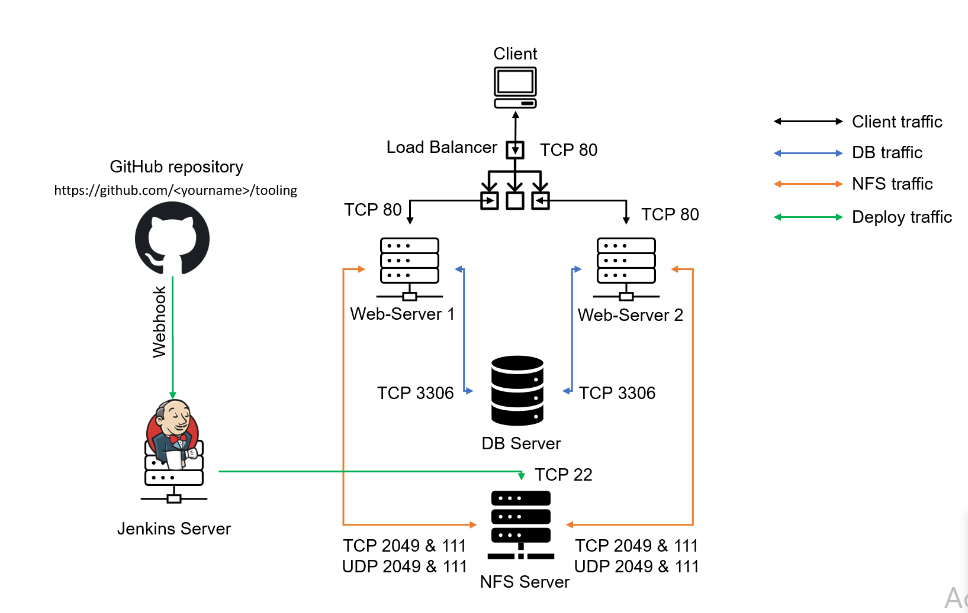 Client
Load Balancer
TCP 80
GitHub repository
https://github.com/<yourname>/tooling
TCP 80
TCP 80
Client traffic
DB traffic
NFS traffic
Deploy traffic
Webhook
Web-Server 1
Web-Server 2
TCP 3306
TCP 3306
DB Server
TCP 22
Jenkins Server
TCP 2049 & 111
UDP 2049 & 111
TCP 2049 & 111
UDP 2049 & 111
NFS Server